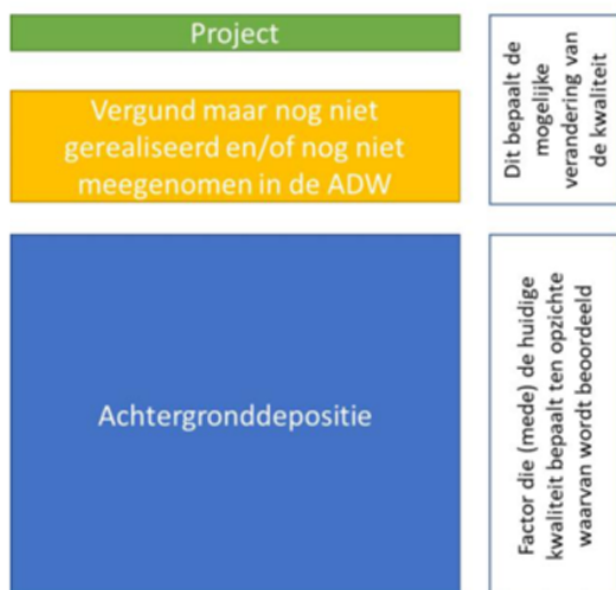 Project
Vergund maar nog niet
gerealiseerd en/of nog niet
meegenomen in de ADW
Achtergronddepositie
Dit bepaalt de
mogelijke
verandering van
de kwaliteit
Factor die (mede) de huidige
kwaliteit bepaalt ten opzichte
waarvan wordt beoordeeld